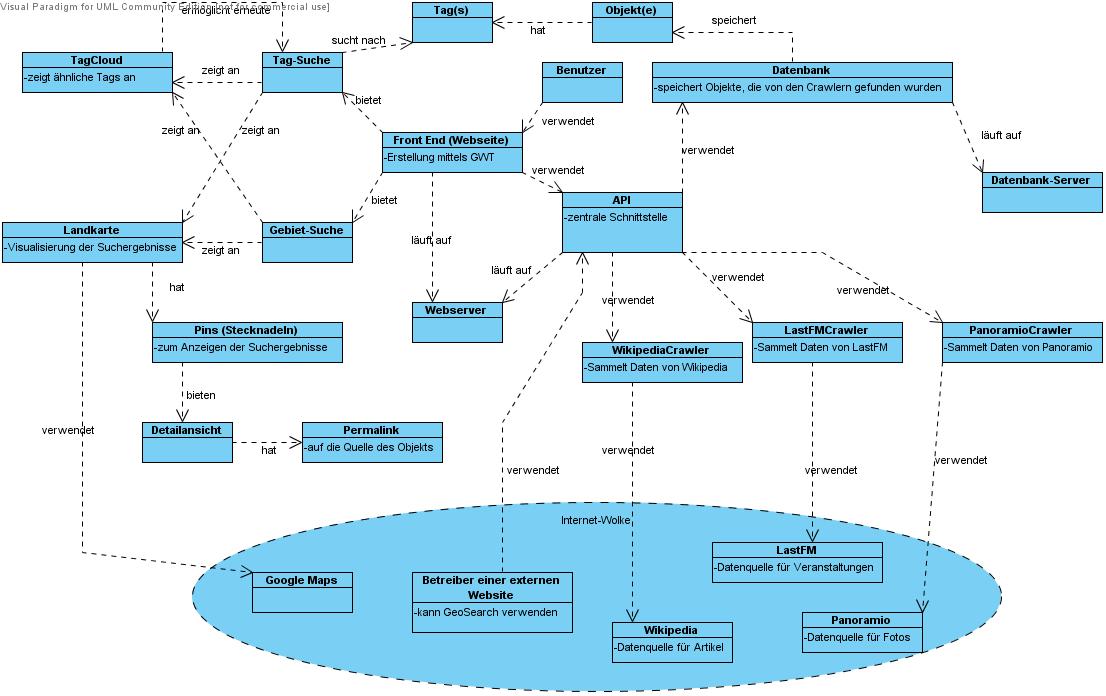 Visual Paradigm for UML Community Edition [not for commercial use]
ermöglicht erneute
Tag(s)
Objekt(e)
speichert
hat
sucht nach
TagCloud
-zeigt ähnliche Tags an
zeigt an
Tag-Suche
Benutzer
Datenbank
-speichert Objekte, die von den Crawlern gefunden wurden
bietet
verwendet
läuft auf
zeigt an
zeigt an
Front End (Webseite)
-Erstellung mittels GWT
verwendet
verwendet
Datenbank-Server
bietet
API
-zentrale Schnittstelle
Landkarte
-Visualisierung der Suchergebnisse
zeigt an
Gebiet-Suche
läuft auf
läuft auf
hat
verwendet
verwendet
verwendet
Webserver
Pins (Stecknadeln)
-zum Anzeigen der Suchergebnisse
WikipediaCrawler
-Sammelt Daten von Wikipedia
LastFMCrawler
-Sammelt Daten von LastFM
PanoramioCrawler
-Sammelt Daten von Panoramio
bieten
verwendet
Detailansicht
hat
Permalink
-auf die Quelle des Objekts
verwendet
verwendet
verwendet
verwendet
Internet-Wolke
LastFM
-Datenquelle für Veranstaltungen
Google Maps
Betreiber einer externen
Website
-kann GeoSearch verwenden
Wikipedia
-Datenquelle für Artikel
Panoramio
-Datenquelle für Fotos